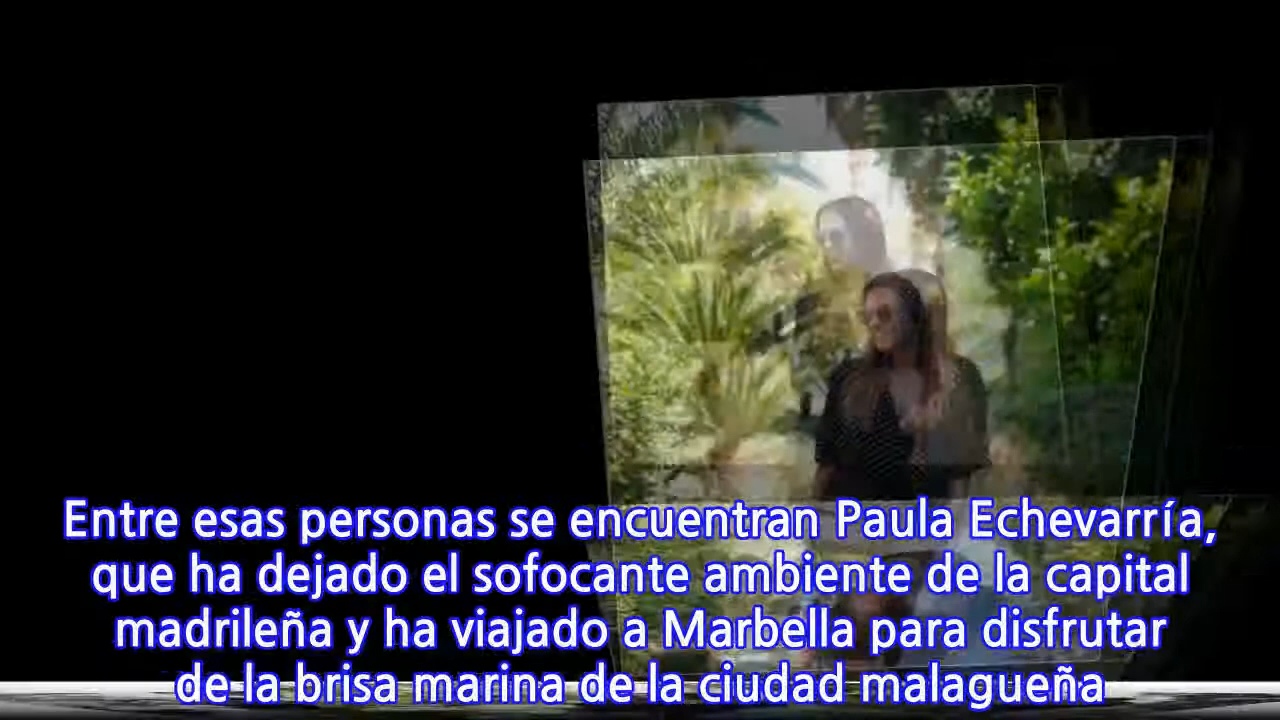 Entre esas personas se encuentran Paula Echevarría,
que ha dejado el sofocante ambiente de la capital
madrileña y ha viajado a Marbella para disfrutar
de la brisa marina de la ciudad malagueña